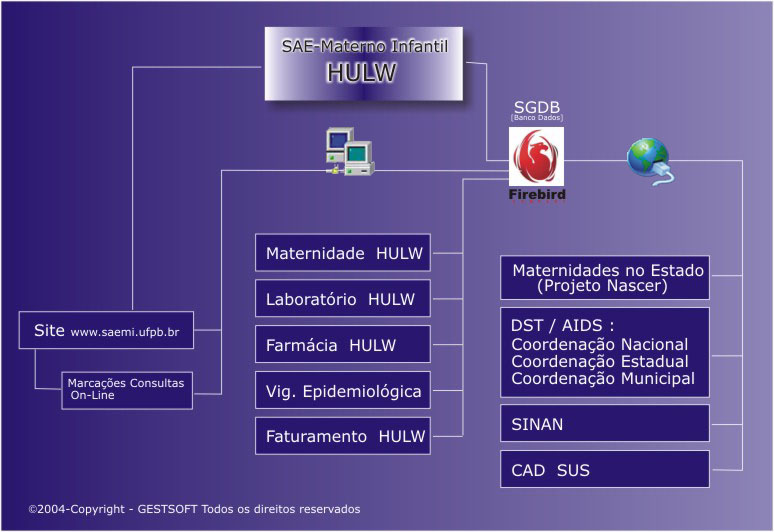 SAE-Materno Infantil
HULW
SGDB
[Banco Dados]
Firebird
Maternidade HULW
Laboratório HULW
Farmácia HULW
Vig. Epidemiológica
Faturamento HULW
Site www.saemi.ufpb.br
Marcações Consultas
On-Line
Maternidades no Estado
(Projeto Nascer)
DST / AIDS :
Coordenação Nacional
Coordenação Estadual
Coordenação Municipal
SINAN
CAD SUS
©2004-Copyright - GESTSOFT Todos os direitos reservados